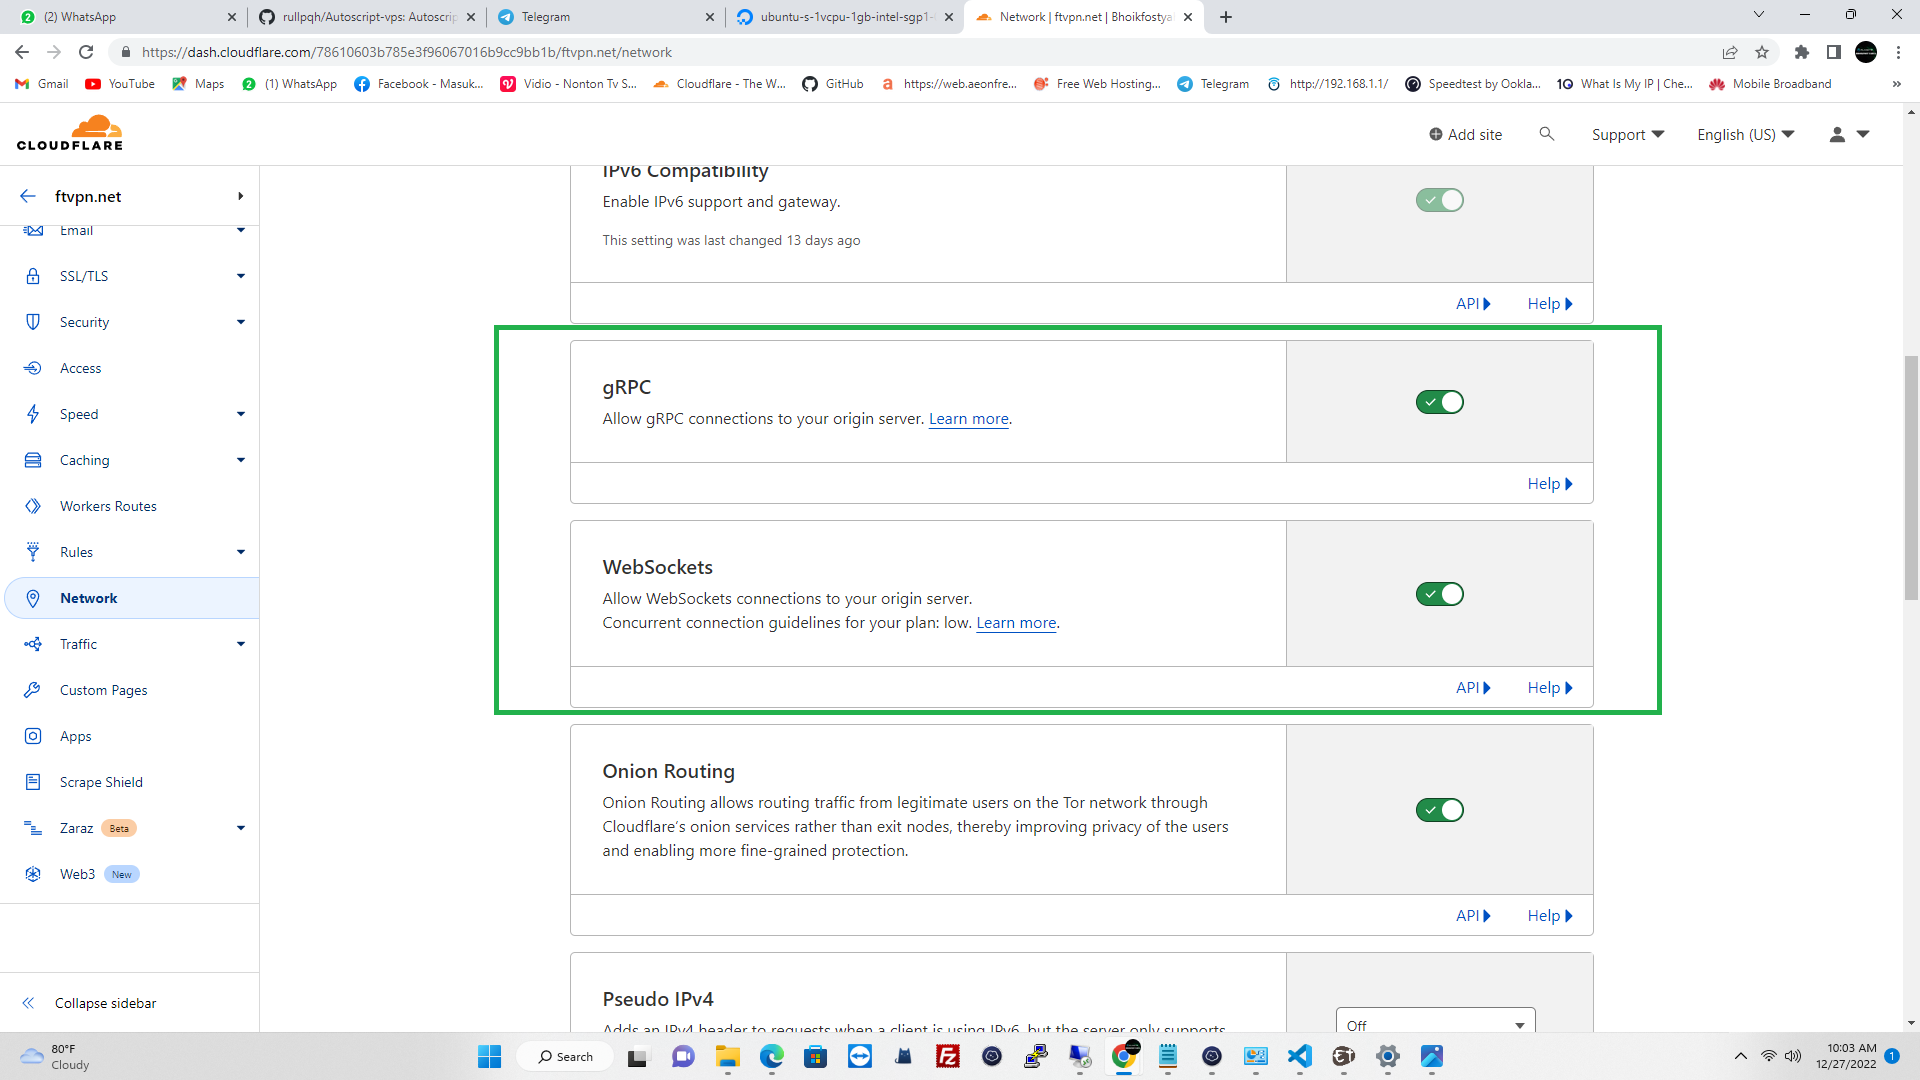 (2) WhatsApp
rullpqh/Autoscript-vps: Autoscrip
Telegram
ubuntu-s-1vcpu-1gb-intel-sgp1-
Network | ftvpn.net | Bhoikfostya
https://dash.cloudflare.com/78610603b785e3f96067016b9cc9bb1b/ftvpn.net/network
Gmail
YouTube
Maps
(1) WhatsApp
Facebook - Masuk...
Vidio - Nonton Tv S...
Cloudflare - The W...
GitHub
https://web.aeonfre...
Free Web Hosting...
Telegram
http://192.168.1.1/
Speedtest by Ookla...
What Is My IP | Che...
Mobile Broadband
»
CLOUDFLARE
Add site
Support
English (US)
ftvpn.net
Email
SSL/TLS
Security
Access
Speed
Caching
Workers Routes
Rules
Network
Traffic
Custom Pages
Apps
Scrape Shield
Zaraz Beta
Web3 New
Collapse sidebar
IPv6 Compatibility
Enable IPv6 support and gateway.
This setting was last changed 13 days ago
API Help
gRPC
Allow gRPC connections to your origin server. Learn more.
Help
WebSockets
Allow WebSockets connections to your origin server.
Concurrent connection guidelines for your plan: low. Learn more.
API Help
Onion Routing
Onion Routing allows routing traffic from legitimate users on the Tor network through
Cloudflare's onion services rather than exit nodes, thereby improving privacy of the users
and enabling more fine-grained protection.
API Help
Pseudo IPv4
Adds an IPv4 header to requests when a client is using IPv6, but the server only supports
Off
80°F
Cloudy
Search
10:03 AM
12/27/2022
1